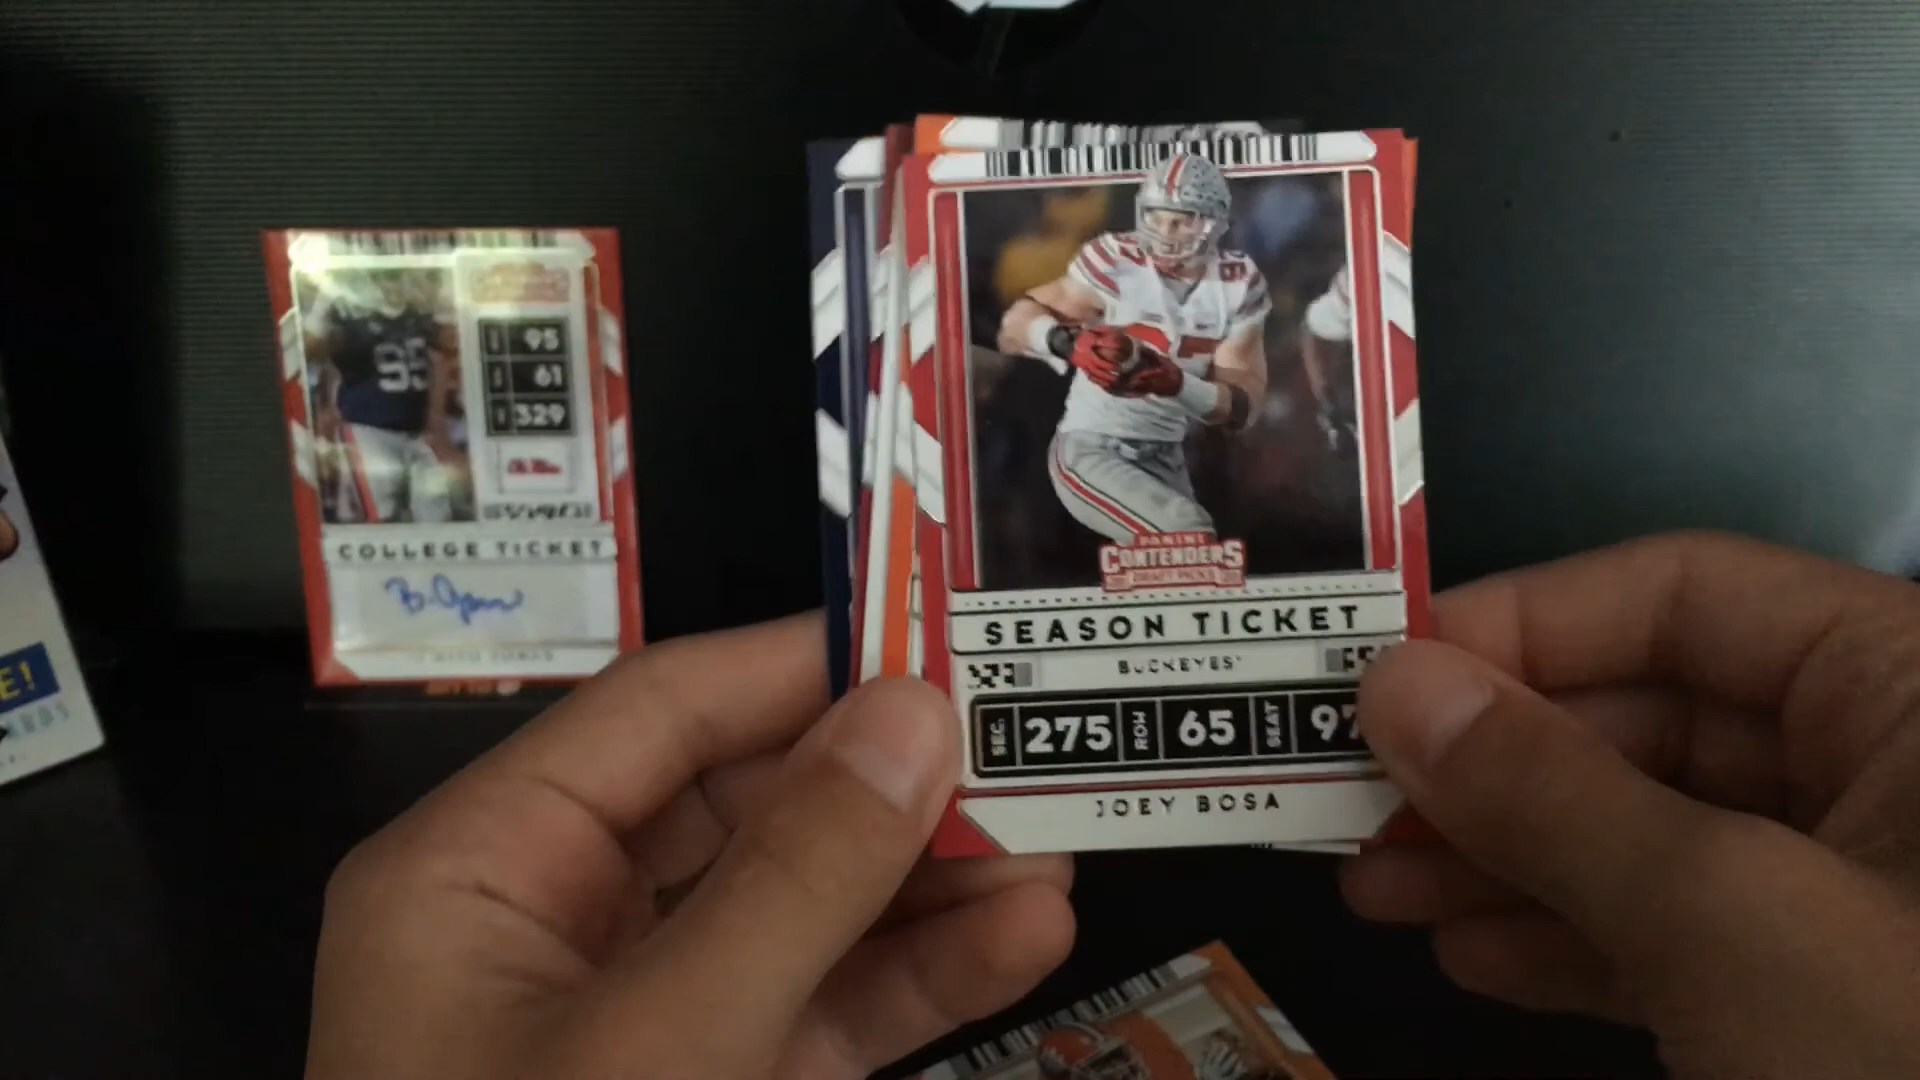 E!
95
95
61
329
COLLEGE TICKET
PANINI
CONTENDERS
DRAFT PICKS
SEASON TICKET
BUCKEYES
SEC.
275
ROW
65
SEAT
97
JOEY BOSA